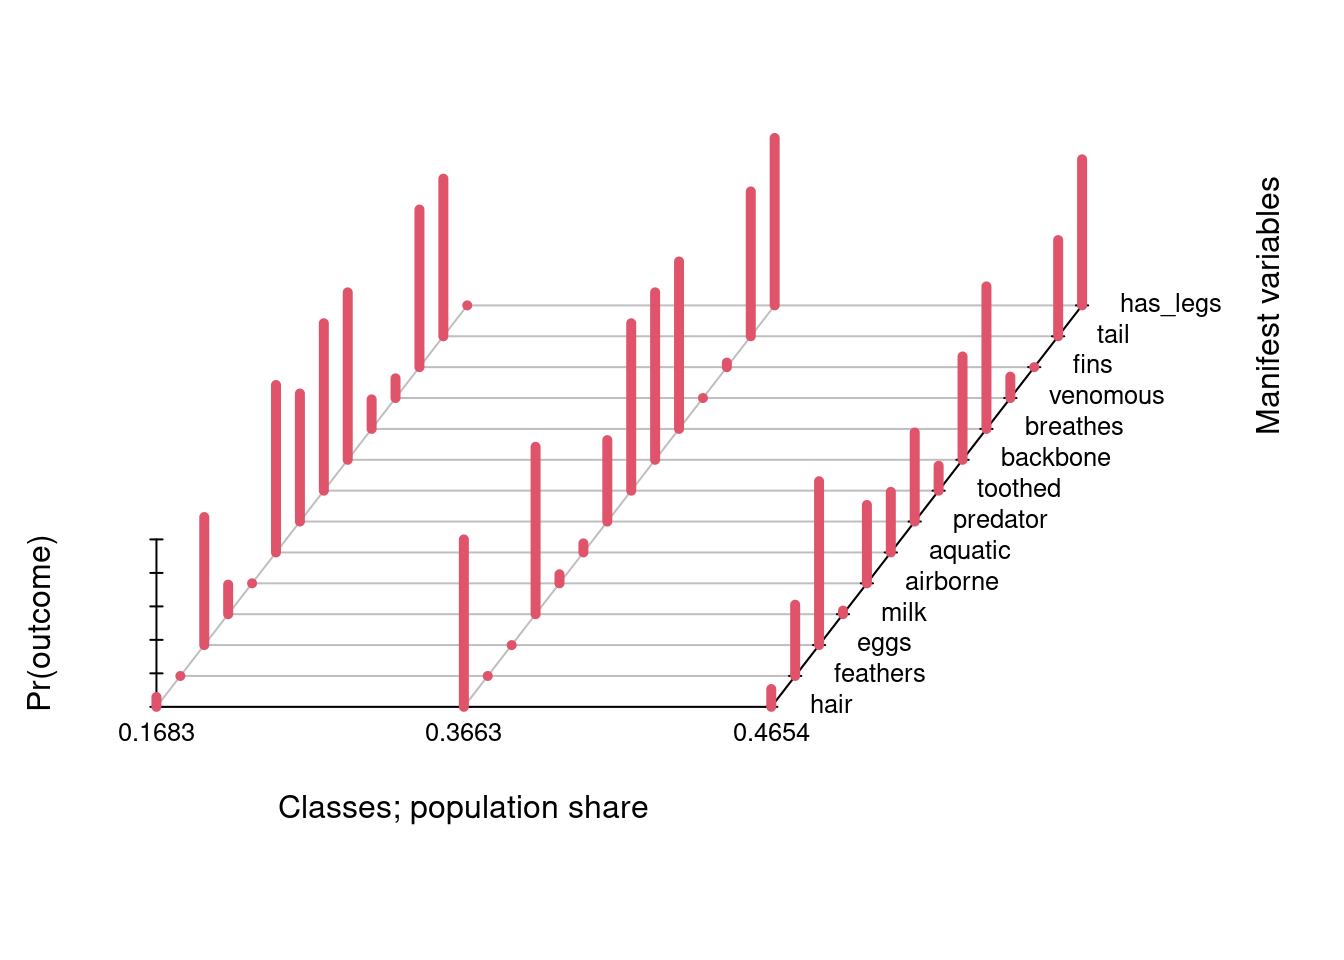 has_legs
tail
fins
venomous
breathes
backbone
toothed
predator
aquatic
airborne
milk
eggs
feathers
hair
Manifest variables
Pr(outcome)
0.1683 0.3663 0.4654
Classes; population share